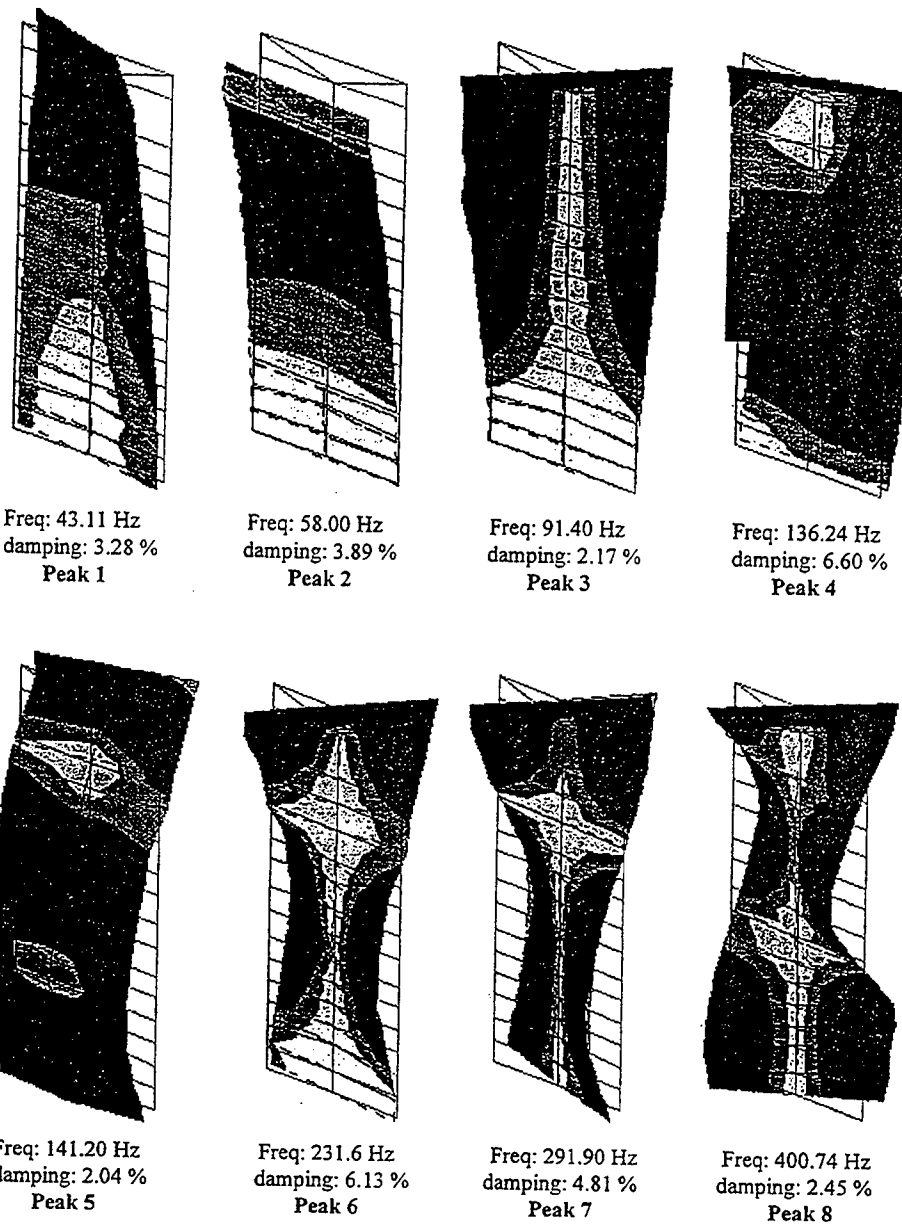 Freq: 43.11 Hz
damping: 3.28 %
Peak 1
Freq: 58.00 Hz
damping: 3.89 %
Peak 2
Freq: 91.40 Hz
damping: 2.17 %
Peak 3
Freq: 136.24 Hz
damping: 6.60 %
Peak 4
Freq: 141.20 Hz
damping: 2.04 %
Peak 5
Freq: 231.6 Hz
damping: 6.13 %
Peak 6
Freq: 291.90 Hz
damping: 4.81 %
Peak 7
Freq: 400.74 Hz
damping: 2.45 %
Peak 8